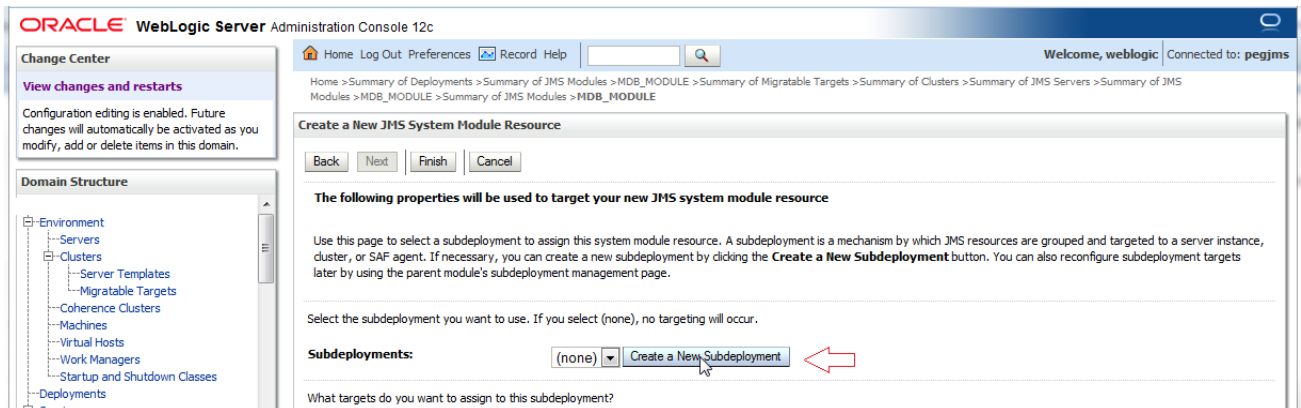 ORACLE WebLogic Server Administration Console 12c
Change Center
View changes and restarts
Configuration editing is enabled. Future
changes will automatically be activated as you
modify, add or delete items in this domain.
Domain Structure
Environment
Servers
Clusters
Server Templates
Migratable Targets
Coherence Clusters
Machines
Virtual Hosts
Work Managers
Startup and Shutdown Classes
Deployments
Home Log Out Preferences Record Help
Welcome, weblogic Connected to: pegjms
Home >Summary of Deployments >Summary of JMS Modules >MDB_MODULE >Summary of Migratable Targets >Summary of Clusters >Summary of JMS Servers >Summary of JMS
Modules >MDB_MODULE >Summary of JMS Modules >MDB_MODULE
Create a New JMS System Module Resource
Back Next Finish Cancel
The following properties will be used to target your new JMS system module resource
Use this page to select a subdeployment to assign this system module resource. A subdeployment is a mechanism by which JMS resources are grouped and targeted to a server instance,
cluster, or SAF agent. If necessary, you can create a new subdeployment by clicking the Create a New Subdeployment button. You can also reconfigure subdeployment targets
later by using the parent module's subdeployment management page.
Select the subdeployment you want to use. If you select (none), no targeting will occur.
Subdeployments: (none) Create a New Subdeployment
What targets do you want to assign to this subdeployment?